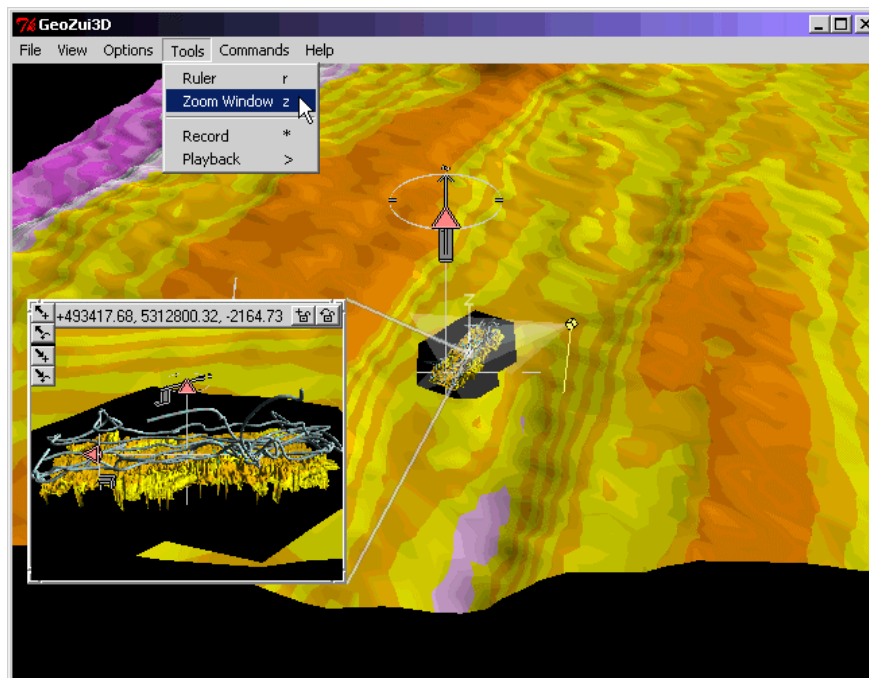 GeoZui3D
File View Options Tools Commands Help
Ruler r
Zoom Window z
Record *
Playback >
+493417.68, 5312800.32, -2164.73